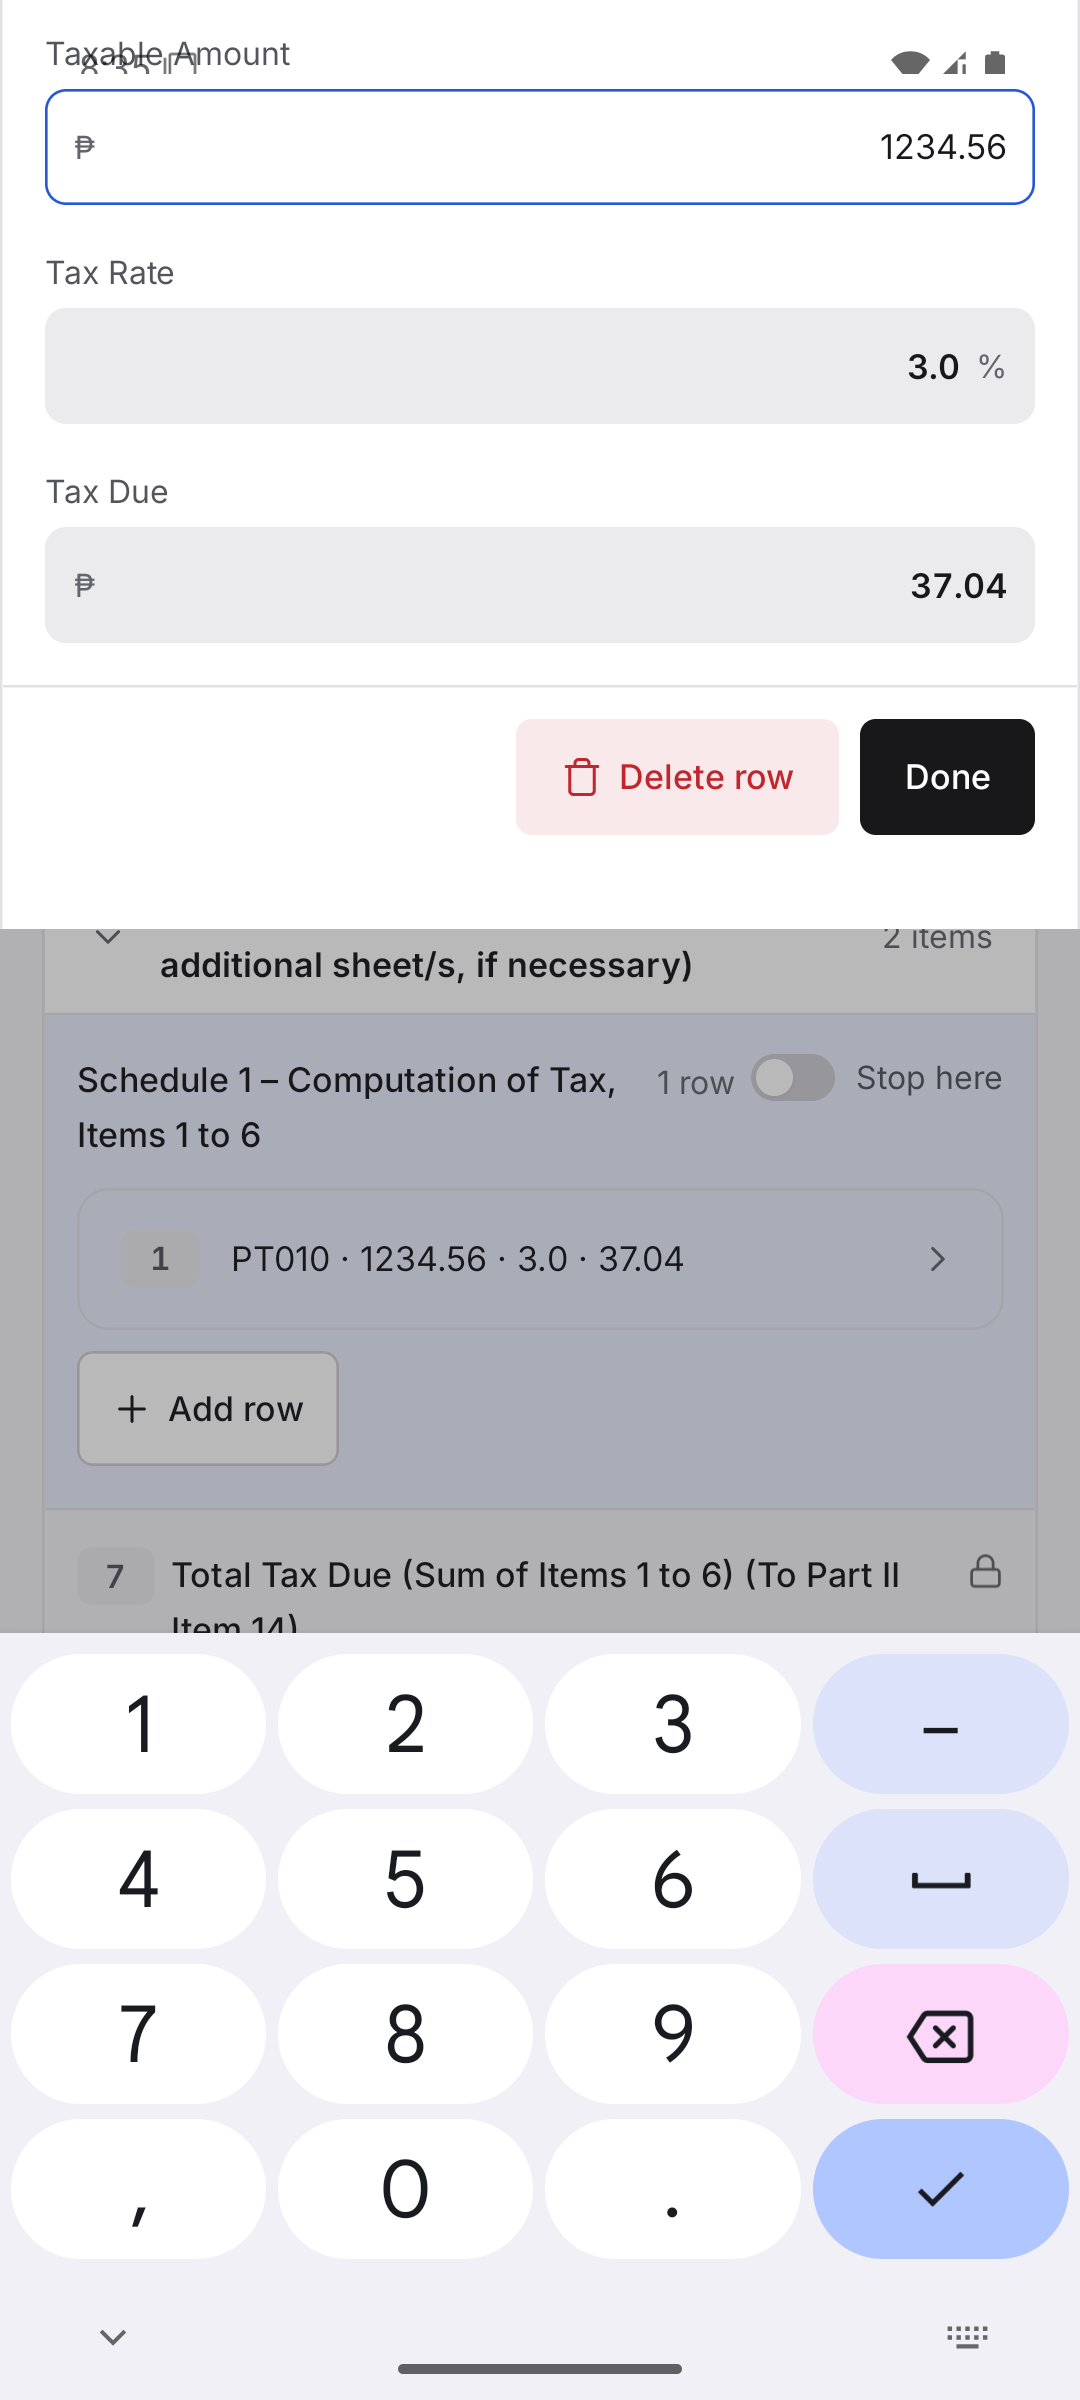 Taxable Amount
8:35
₱ 1234.56
Tax Rate
3.0 %
Tax Due
₱ 37.04
Delete row
Done
2 items
additional sheet/s, if necessary)
Schedule 1 – Computation of Tax, Items 1 to 6
1 row
Stop here
1 PT010 · 1234.56 · 3.0 · 37.04
+ Add row
7 Total Tax Due (Sum of Items 1 to 6) (To Part II
Item 14)
1 2 3 –
4 5 6
7 8 9
, 0 .